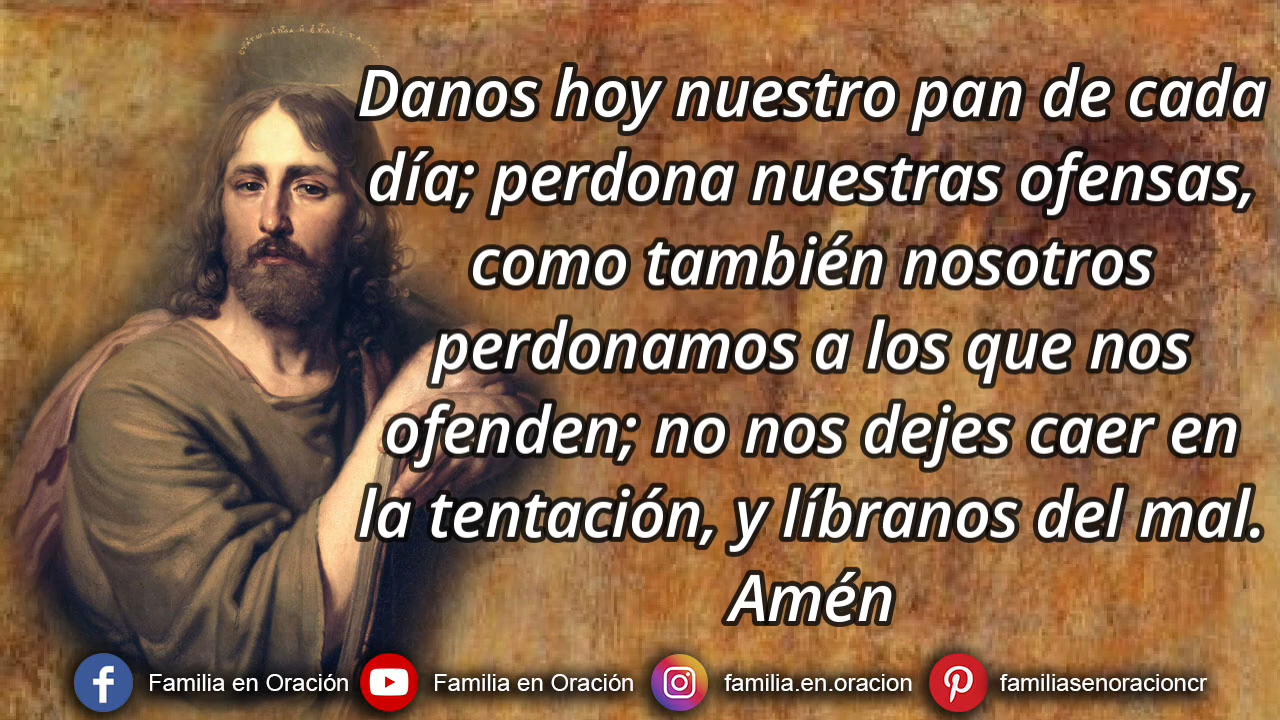 Danos hoy nuestro pan de cada
día; perdona nuestras ofensas,
como también nosotros
perdonamos a los que nos
ofenden; no nos dejes caer en
la tentación, y líbranos del mal.
Amén
Familia en Oración
Familia en Oración
familia.en.oracion
familiasenoracioncr